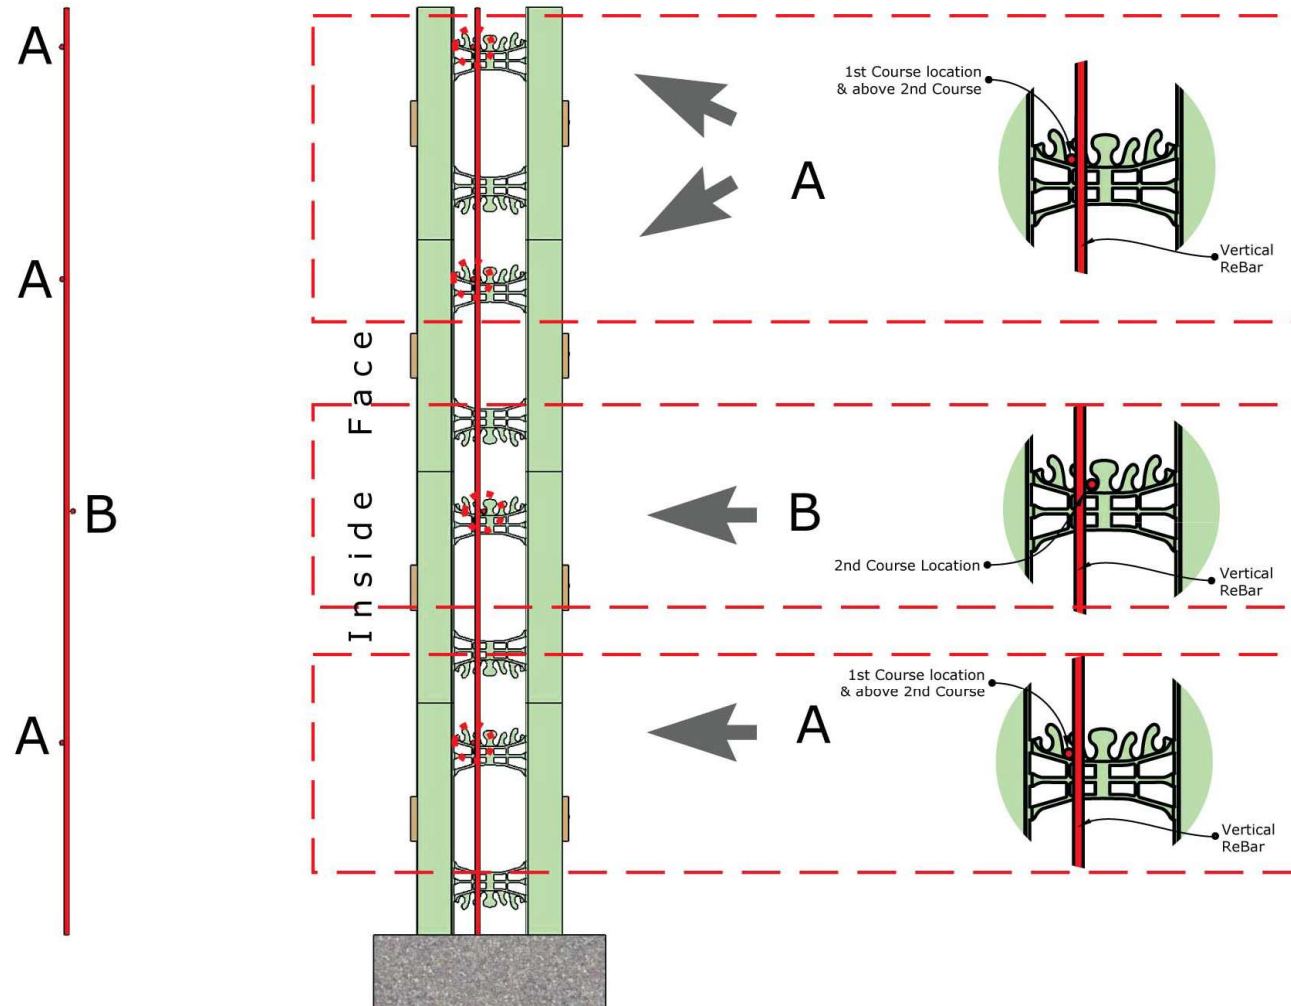 A
A
B
A
Inside Face
A
1st Course location
& above 2nd Course
Vertical
ReBar
B
2nd Course Location
Vertical
ReBar
A
1st Course location
& above 2nd Course
Vertical
ReBar